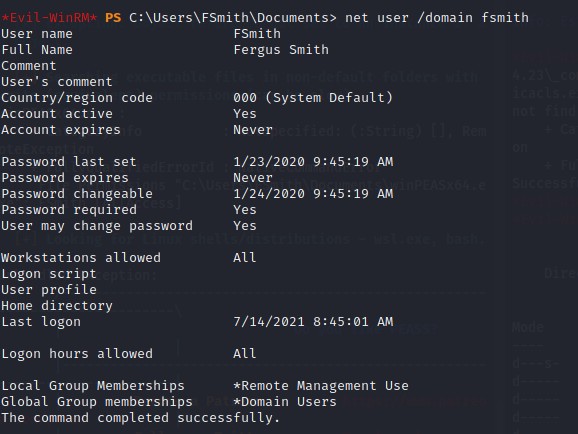 *Evil-WinRM* PS C:\Users\FSmith\Documents> net user /domain fsmith
User name FSmith
Full Name Fergus Smith
Comment
User's comment
Country/region code 000 (System Default)
Account active Yes
Account expires Never
Password last set 1/23/2020 9:45:19 AM
Password expires Never
Password changeable 1/24/2020 9:45:19 AM
Password required Yes
User may change password Yes
Workstations allowed All
Logon script
User profile
Home directory
Last logon 7/14/2021 8:45:01 AM
Logon hours allowed All
Local Group Memberships *Remote Management Use
Global Group memberships *Domain Users
The command completed successfully.